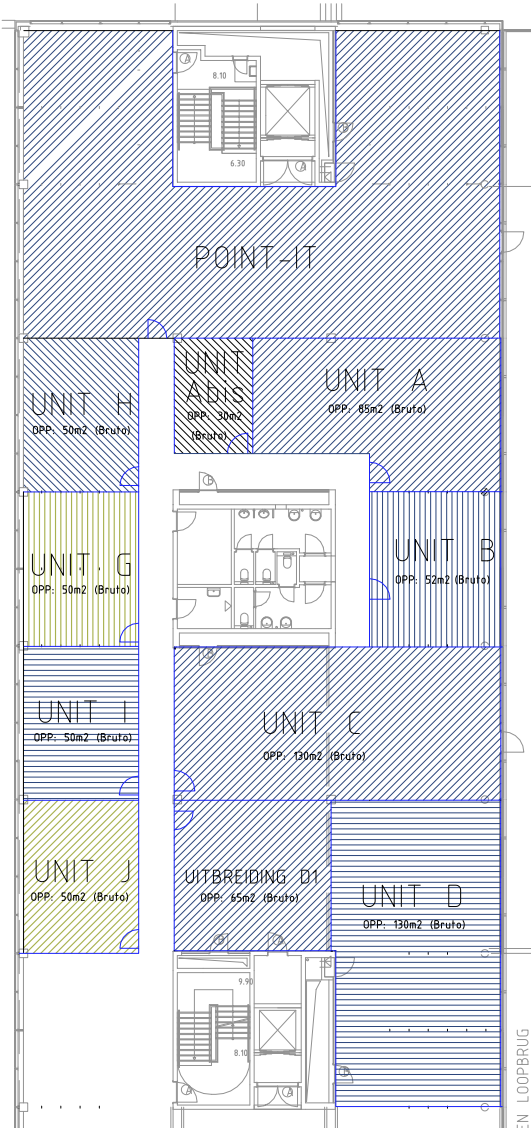 A
8.10
6.30
B
A
POINT-IT
UNIT
Abis
OPP: 30m2
(Bruto)
UNIT A
OPP: 85m2 (Bruto)
UNIT H
OPP: 50m2 (Bruto)
B
UNIT G
OPP: 50m2 (Bruto)
UNIT B
OPP: 52m2 (Bruto)
B
UNIT I
OPP: 50m2 (Bruto)
UNIT C
OPP: 130m2 (Bruto)
UNIT J
OPP: 50m2 (Bruto)
UITBREIDING D1
OPP: 65m2 (Bruto)
UNIT D
OPP: 130m2 (Bruto)
B
A
9.90
8.10
A
A
B
EN LOOPBRUG